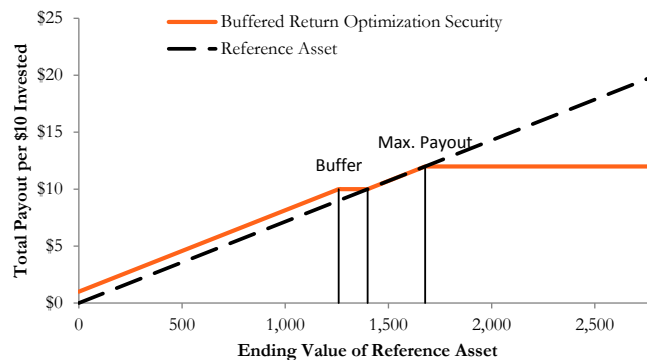 $25
Buffered Return Optimization Security
Reference Asset
$20
$15
Max. Payout
Buffer
$10
$5
$0
Total Payout per $10 Invested
0
500
1,000
1,500
2,000
2,500
Ending Value of Reference Asset